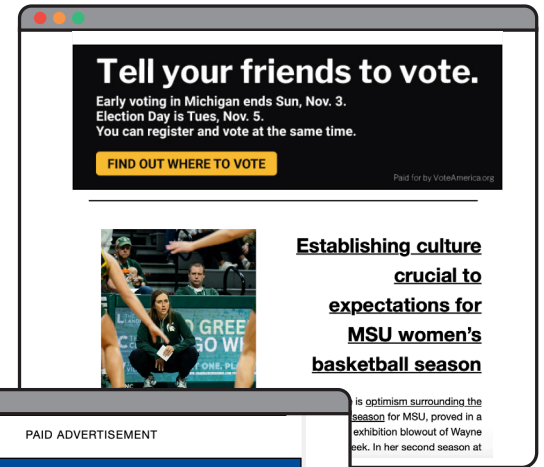 Tell your friends to vote.
Early voting in Michigan ends Sun, Nov. 3.
Election Day is Tues, Nov. 5.
You can register and vote at the same time.
FIND OUT WHERE TO VOTE
Paid for by VoteAmerica.org
Establishing culture
crucial to
expectations for
MSU women's
basketball season
GREE
GO W
ONE.
is optimism surrounding the
season for MSU, proved in a
exhibition blowout of Wayne
eek. In her second season at
PAID ADVERTISEMENT